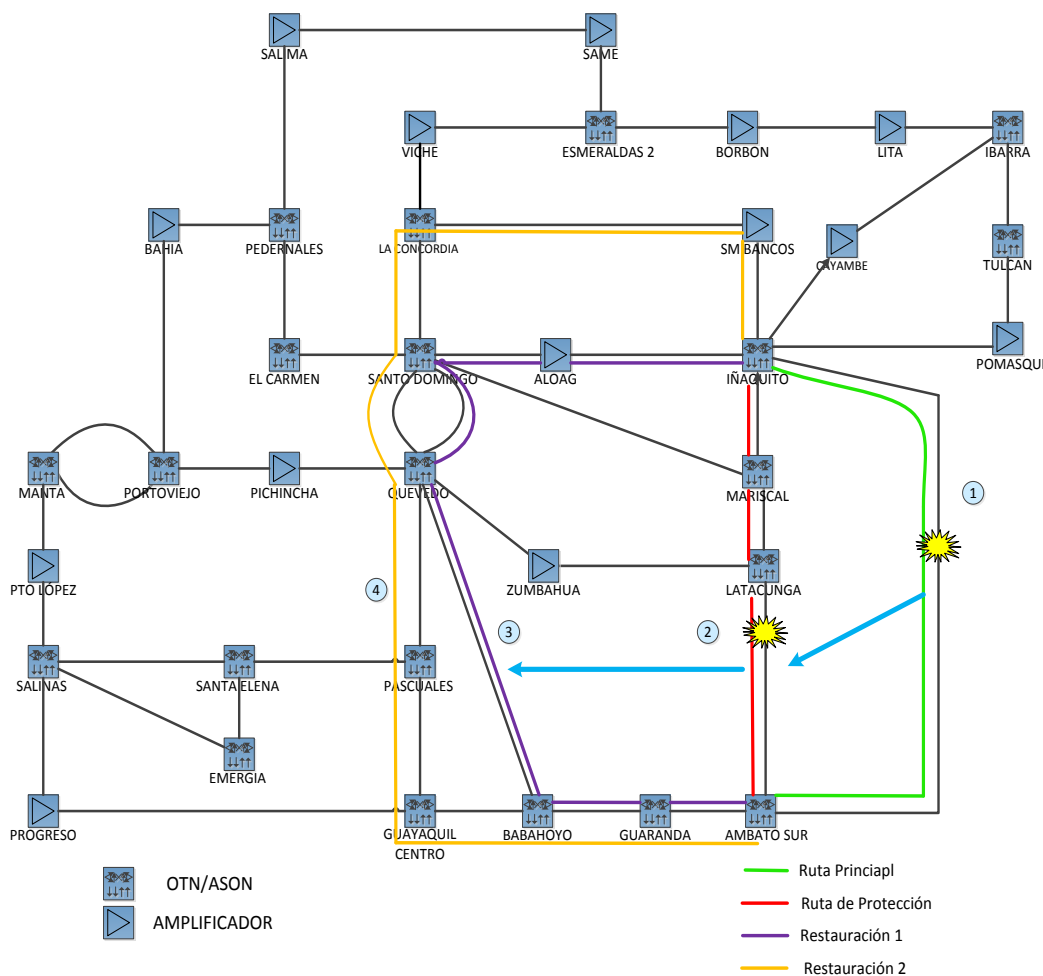 SALIMA
SAME
VICHE
ESMERALDAS 2
BORBON
LITA
IBARRA
BAHIA
PEDERNALES
LA CONCORDIA
SM BANCOS
CAYAMBE
TULCAN
EL CARMEN
SANTO DOMINGO
ALOAG
IÑAQUITO
POMASQUI
MANTA
PORTOVIEJO
PICHINCHA
QUEVEDO
MARISCAL
1
PTO LOPEZ
4
ZUMBAHUA
LATACUNGA
3
2
SALINAS
SANTA ELENA
PASCUALES
EMERGIA
PROGRESO
GUAYAQUIL
CENTRO
BABAHOYO
GUARANDA
AMBATO SUR
OTN/ASON
AMPLIFICADOR
Ruta Princiapl
Ruta de Protección
Restauración 1
Restauración 2